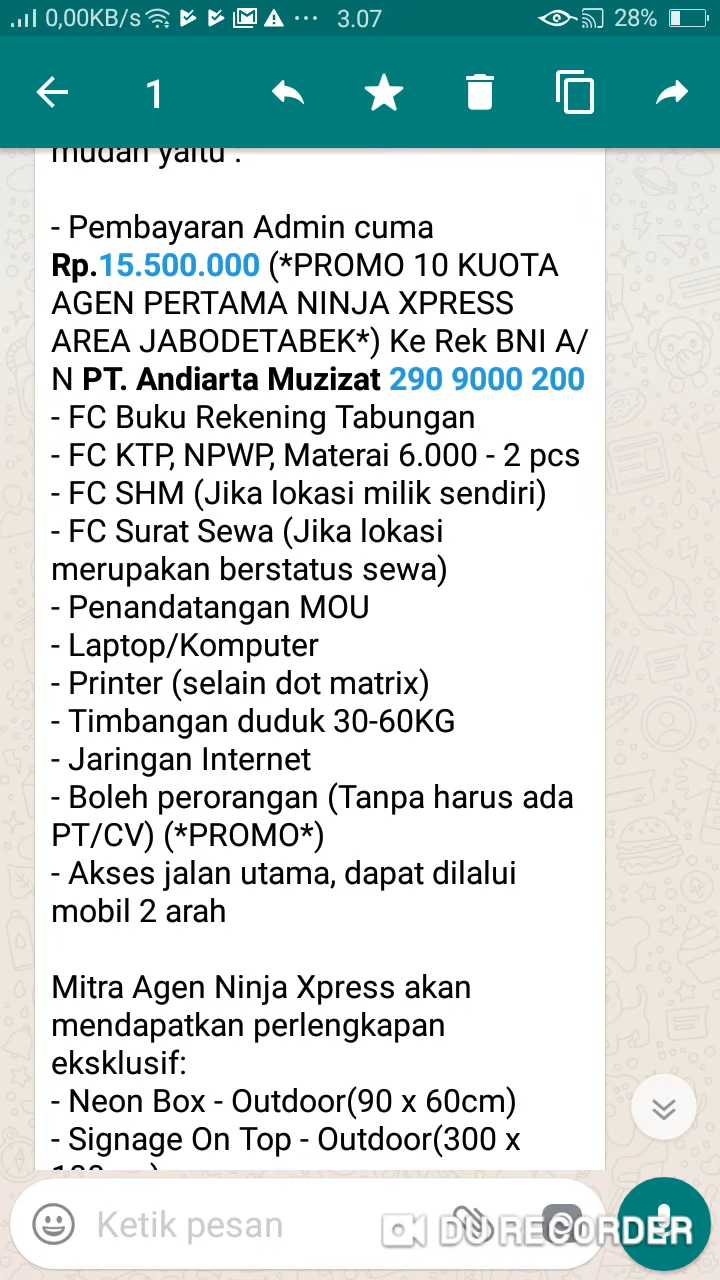 0,00KB/s
3.07
28%
1
mudah yaitu :
- Pembayaran Admin cuma
Rp.15.500.000 (*PROMO 10 KUOTA
AGEN PERTAMA NINJA XPRESS
AREA JABODETABEK*) Ke Rek BNI A/
N PT. Andiarta Muzizat 290 9000 200
- FC Buku Rekening Tabungan
- FC KTP, NPWP, Materai 6.000 - 2 pcs
- FC SHM (Jika lokasi milik sendiri)
- FC Surat Sewa (Jika lokasi
merupakan berstatus sewa)
- Penandatangan MOU
- Laptop/Komputer
- Printer (selain dot matrix)
- Timbangan duduk 30-60KG
- Jaringan Internet
- Boleh perorangan (Tanpa harus ada
PT/CV) (*PROMO*)
- Akses jalan utama, dapat dilalui
mobil 2 arah
Mitra Agen Ninja Xpress akan
mendapatkan perlengkapan
eksklusif:
- Neon Box - Outdoor(90 x 60cm)
- Signage On Top - Outdoor(300 x
Ketik pesan
DU RECORDER